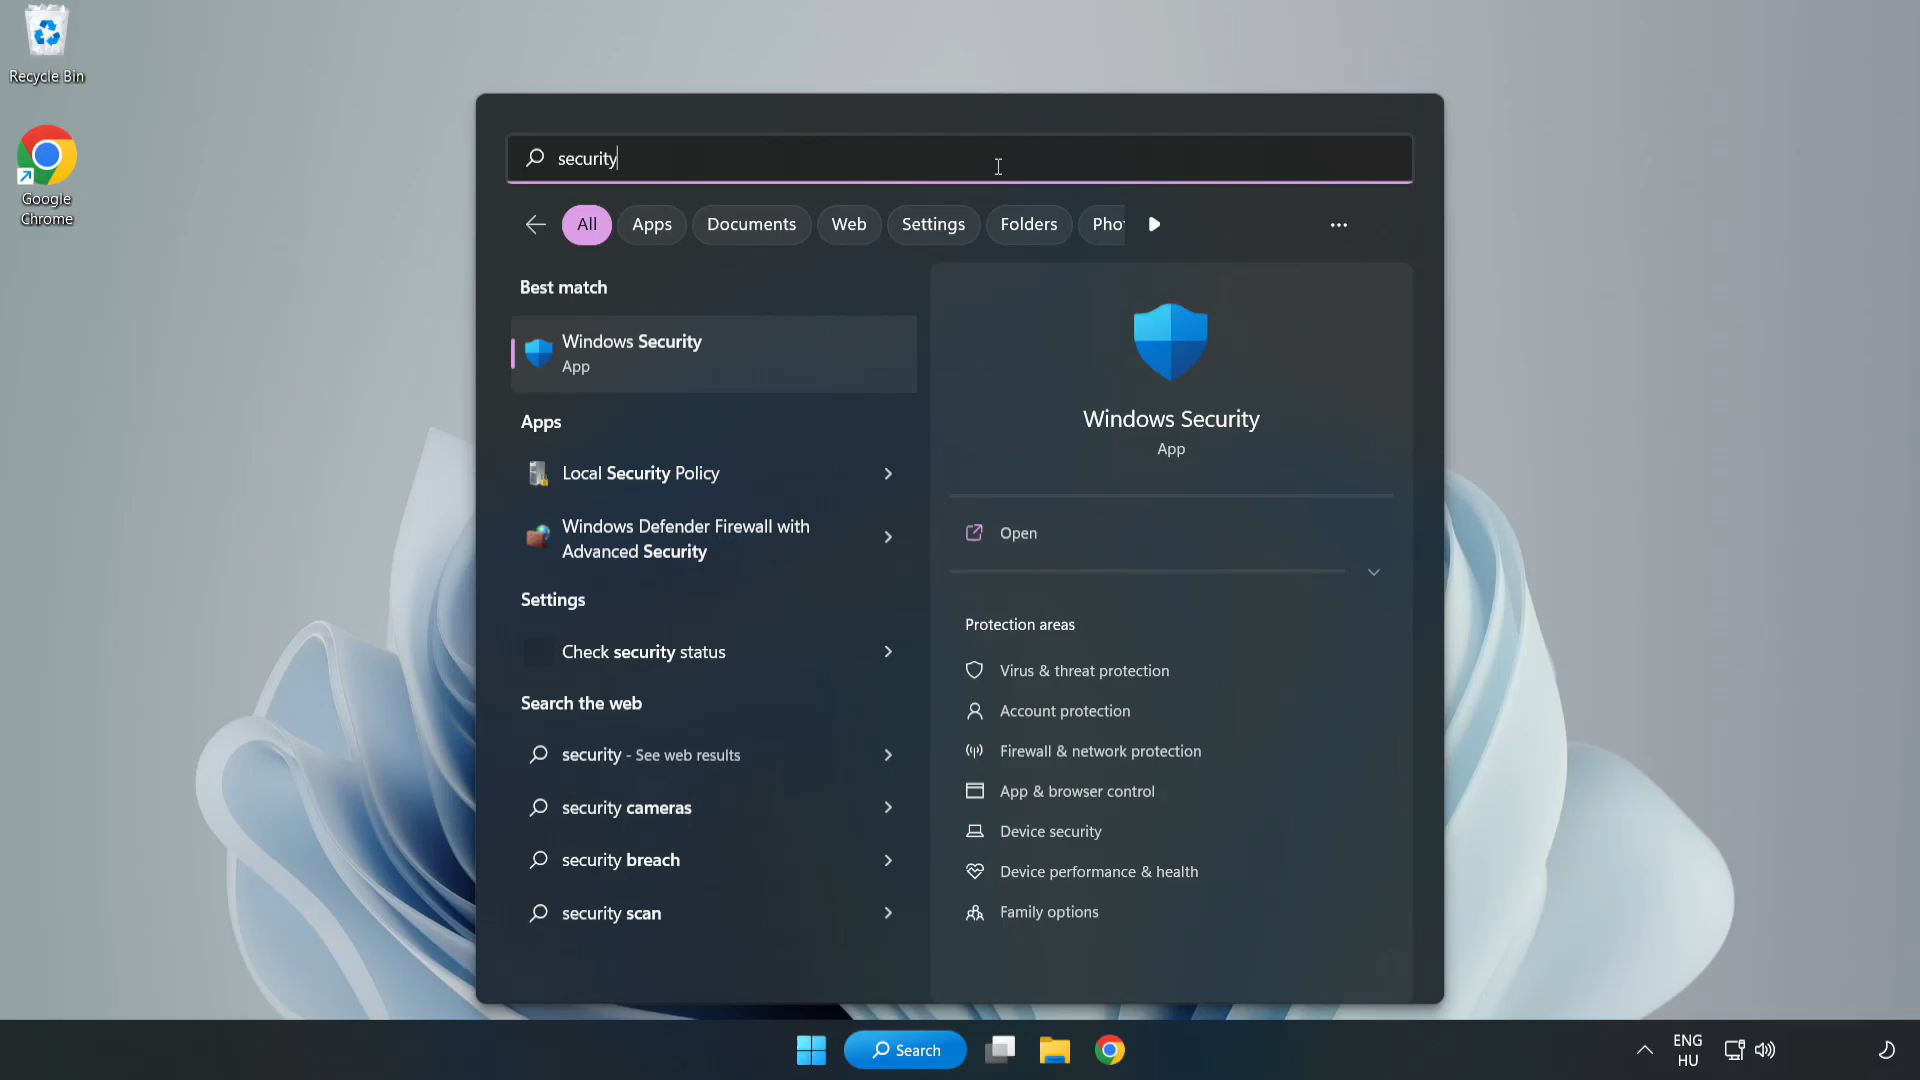 Recycle Bin
Google
Chrome
security
All
Apps
Documents
Web
Settings
Folders
Best match
Windows Security
App
Apps
Local Security Policy
Windows Defender Firewall with
Advanced Security
Settings
Check security status
Search the web
security - See web results
security cameras
security breach
security scan
Windows Security
App
Open
Protection areas
Virus & threat protection
Account protection
Firewall & network protection
App & browser control
Device security
Device performance & health
Family options
Search
ENG
HU